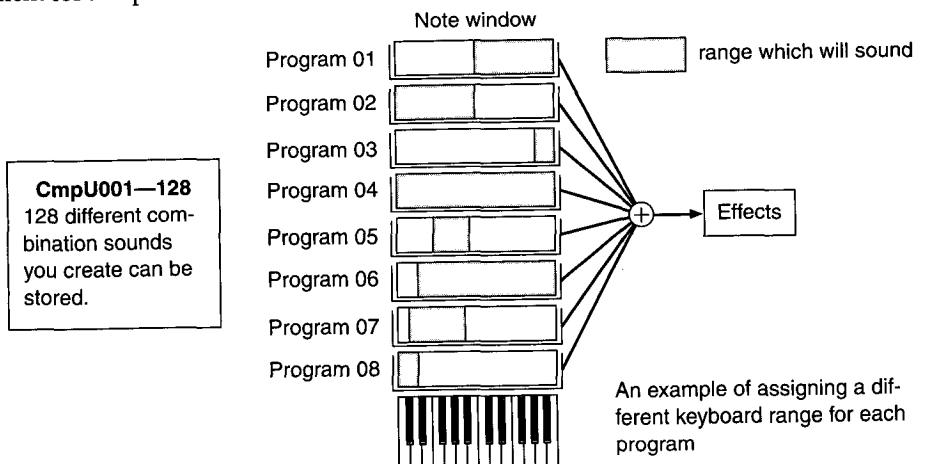 Note window
Program 01
range which will sound
Program 02
Program 03
Program 04
CmpU001—128
128 different com-
bination sounds
you create can be
stored.
+
Effects
Program 05
Program 06
Program 07
Program 08
An example of assigning a dif-
ferent keyboard range for each
program